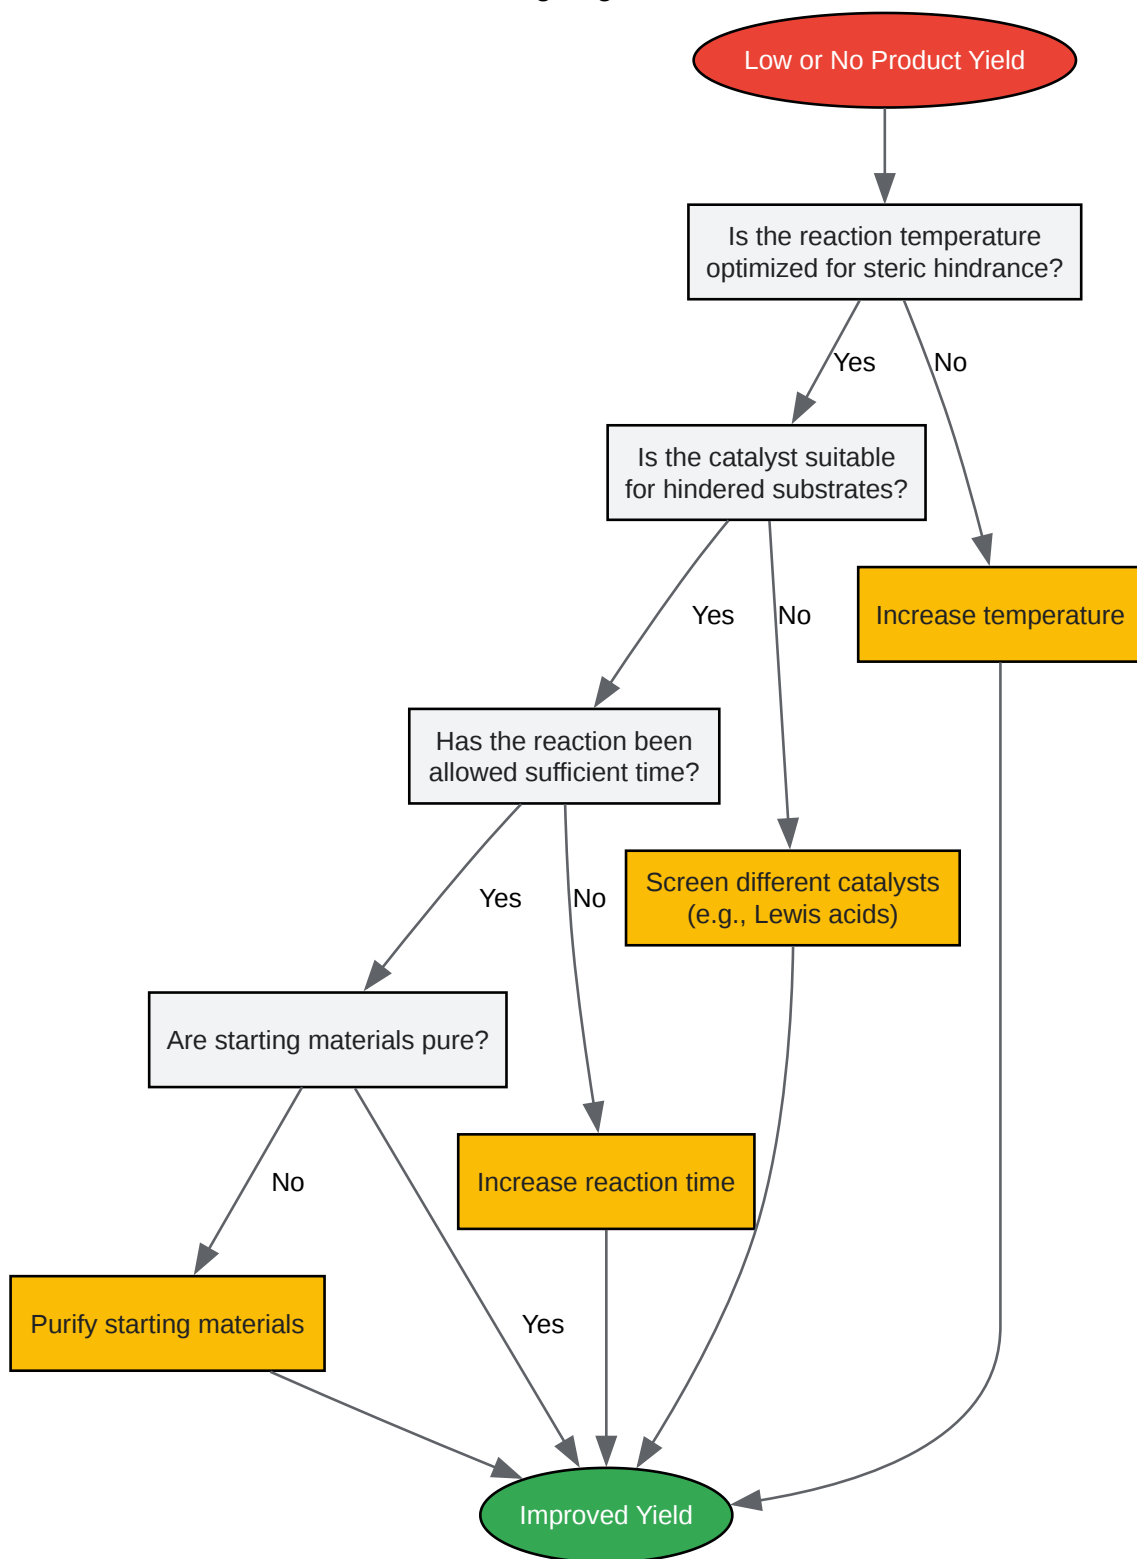 Low or No Product Yield
Is the reaction temperature
optimized for steric hindrance?
Yes
No
Is the catalyst suitable
for hindered substrates?
Increase temperature
Yes
No
Has the reaction been
allowed sufficient time?
Screen different catalysts
(e.g., Lewis acids)
Yes
No
Are starting materials pure?
Increase reaction time
No
Purify starting materials
Yes
Improved Yield